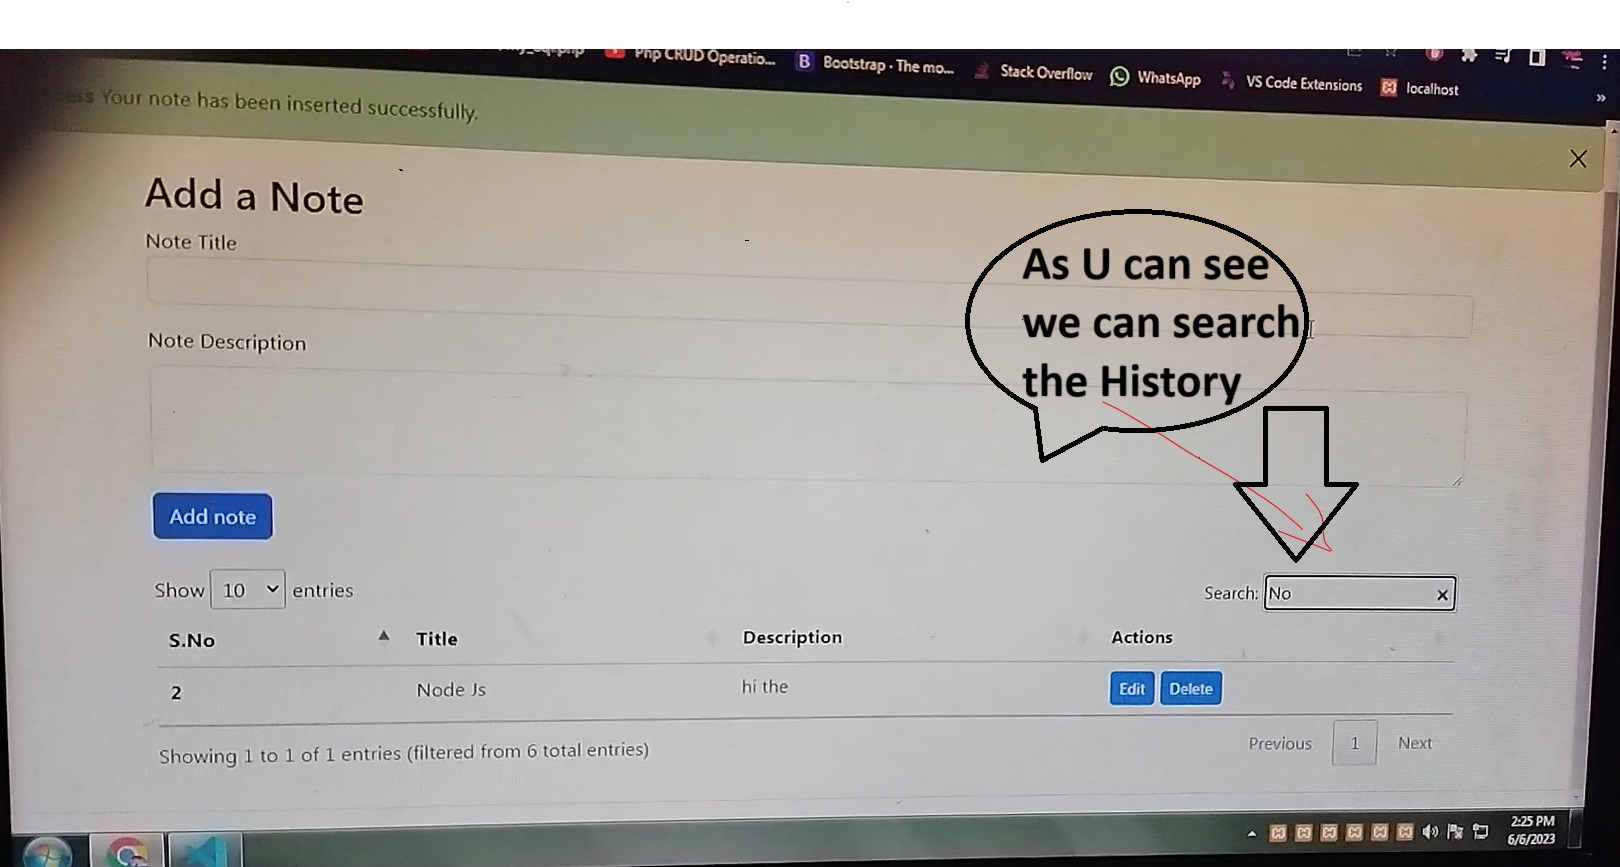 Php CRUD Operatio...
Bootstrap · The mo...
Stack Overflow
WhatsApp
VS Code Extensions
localhost
»
Your note has been inserted successfully.
Add a Note
Note Title
Note Description
As U can see
we can search
the History
Add note
Show 10 entries
Search: No
S.No Title Description Actions
2 Node Js hi the Edit Delete
Showing 1 to 1 of 1 entries (filtered from 6 total entries)
Previous 1 Next
2:25 PM
6/6/2023